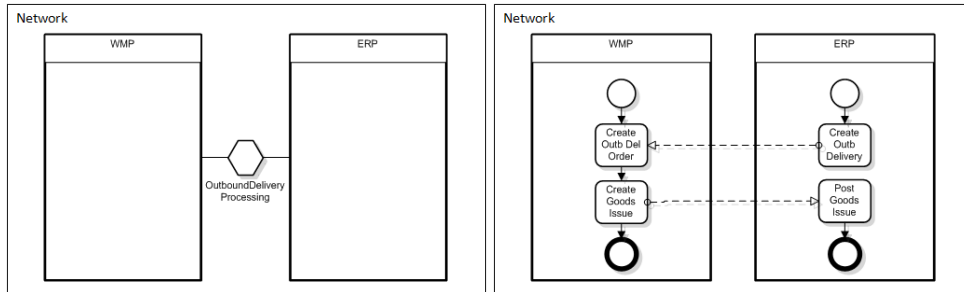 Network
WMP
ERP
OutboundDelivery
Processing
Network
WMP
ERP
Create
Outb Del
Order
Create
Outb
Delivery
Create
Goods
Issue
Post
Goods
Issue